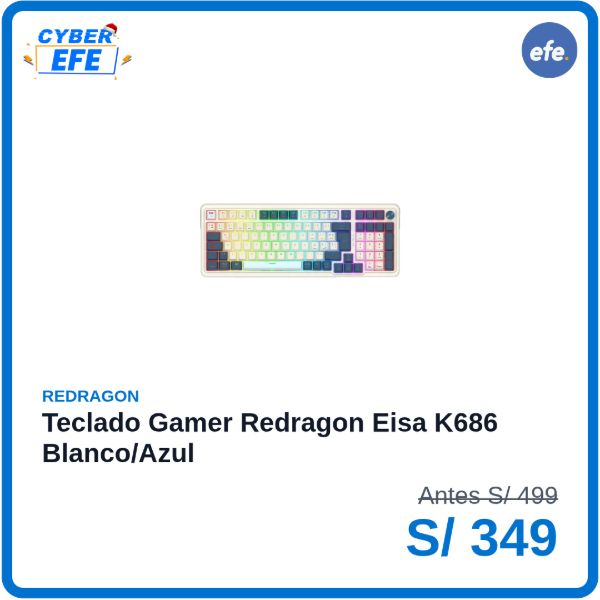 CYBER
EFE
efe.
REDRAGON
Teclado Gamer Redragon Eisa K686
Blanco/Azul
Antes S/ 499
S/ 349